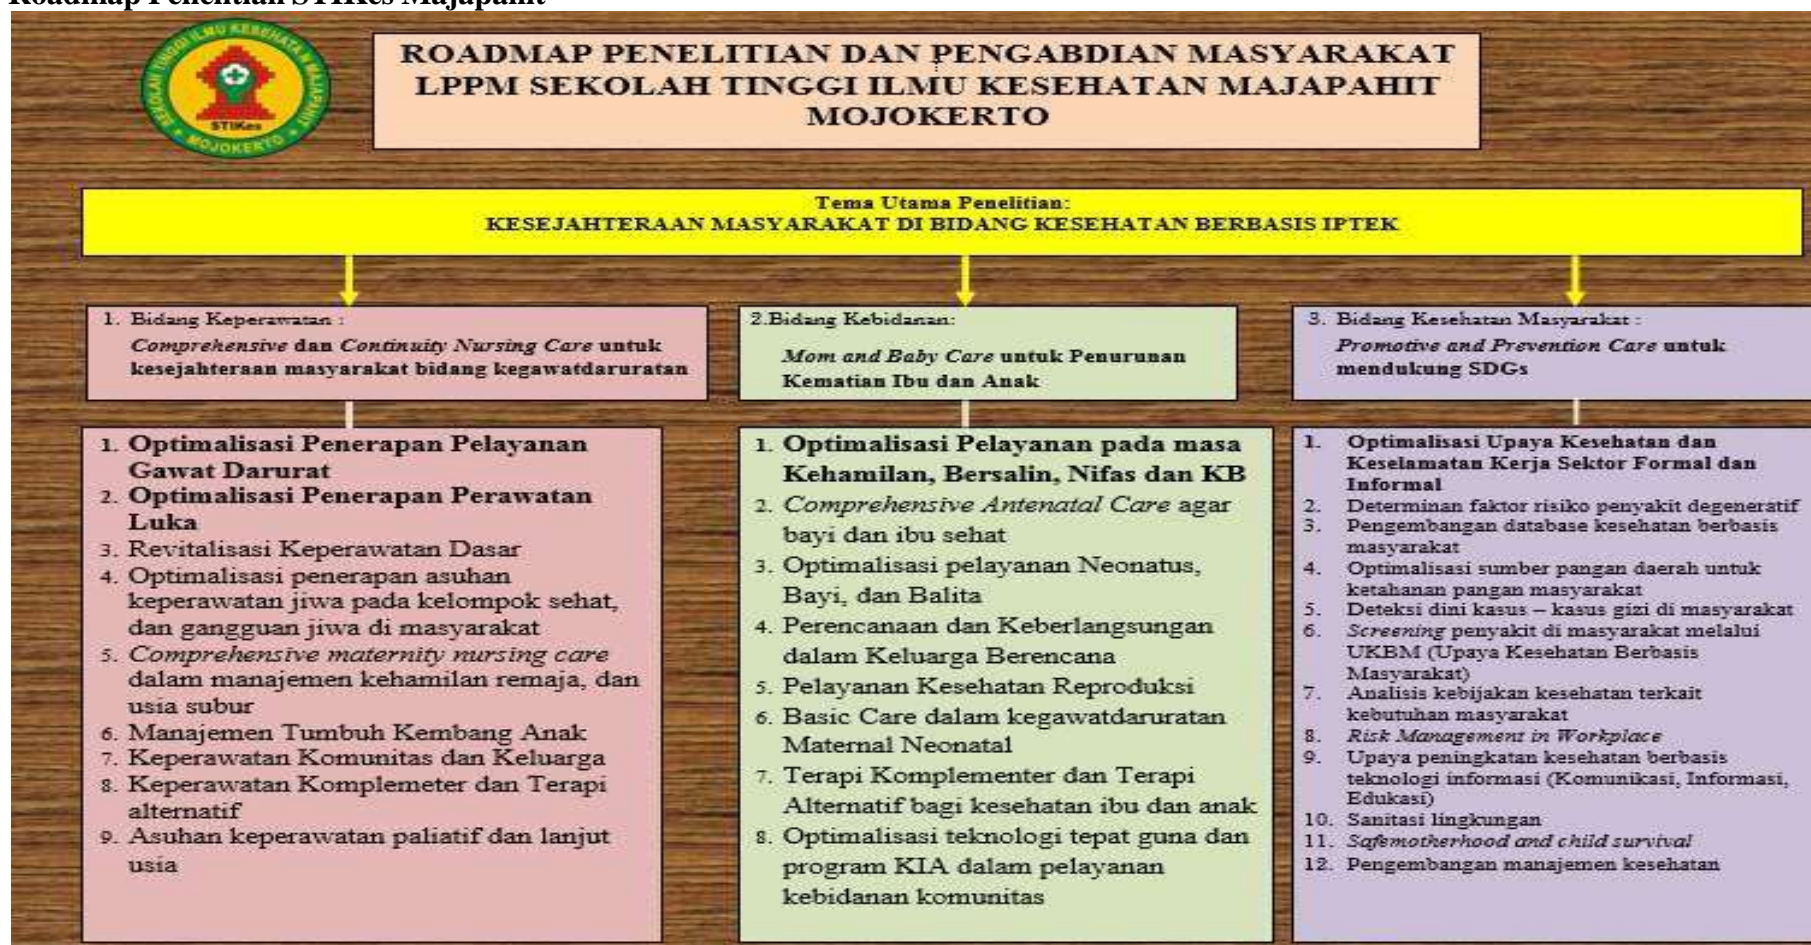 Roadmap Penelitian STIKes Majapahit
SEKOLAH TINGGI ILMU KESEHATAN MAJAPAHIT
STIKes
MOJOKERTO
ROADMAP PENELITIAN DAN PENGABDIAN MASYARAKAT
LPPM SEKOLAH TINGGI ILMU KESEHATAN MAJAPAHIT
MOJOKERTO
Tema Utama Penelitian:
KESEJAHTERAAN MASYARAKAT DI BIDANG KESEHATAN BERBASIS IPTEK
1. Bidang Keperawatan :
Comprehensive dan Continuity Nursing Care untuk
kesejahteraan masyarakat bidang kegawatdaruratan
1. Optimalisasi Penerapan Pelayanan
Gawat Darurat
2. Optimalisasi Penerapan Perawatan
Luka
3. Revitalisasi Keperawatan Dasar
4. Optimalisasi penerapan asuhan
keperawatan jiwa pada kelompok sehat,
dan gangguan jiwa di masyarakat
5. Comprehensive maternity nursing care
dalam manajemen kehamilan remaja, dan
usia subur
6. Manajemen Tumbuh Kembang Anak
7. Keperawatan Komunitas dan Keluarga
8. Keperawatan Komplemeter dan Terapi
alternatif
9. Asuhan keperawatan paliatif dan lanjut
usia
2.Bidang Kebidanan:
Mom and Baby Care untuk Penurunan
Kematian Ibu dan Anak
1. Optimalisasi Pelayanan pada masa
Kehamilan, Bersalin, Nifas dan KB
2. Comprehensive Antenatal Care agar
bayi dan ibu sehat
3. Optimalisasi pelayanan Neonatus,
Bayi, dan Balita
4. Perencanaan dan Keberlangsungan
dalam Keluarga Berencana
5. Pelayanan Kesehatan Reproduksi
6. Basic Care dalam kegawatdaruratan
Maternal Neonatal
7. Terapi Komplementer dan Terapi
Alternatif bagi kesehatan ibu dan anak
8. Optimalisasi teknologi tepat guna dan
program KIA dalam pelayanan
kebidanan komunitas
3. Bidang Kesehatan Masyarakat :
Promotive and Prevention Care untuk
mendukung SDGs
1. Optimalisasi Upaya Kesehatan dan
Keselamatan Kerja Sektor Formal dan
Informal
2. Determinan faktor risiko penyakit degeneratif
3. Pengembangan database kesehatan berbasis
masyarakat
4. Optimalisasi sumber pangan daerah untuk
ketahanan pangan masyarakat
5. Deteksi dini kasus – kasus gizi di masyarakat
6. Screening penyakit di masyarakat melalui
UKBM (Upaya Kesehatan Berbasis
Masyarakat)
7. Analisis kebijakan kesehatan terkait
kebutuhan masyarakat
8. Risk Management in Workplace
9. Upaya peningkatan kesehatan berbasis
teknologi informasi (Komunikasi, Informasi,
Edukasi)
10. Sanitasi lingkungan
11. Safemotherhood and child survival
12. Pengembangan manajemen kesehatan